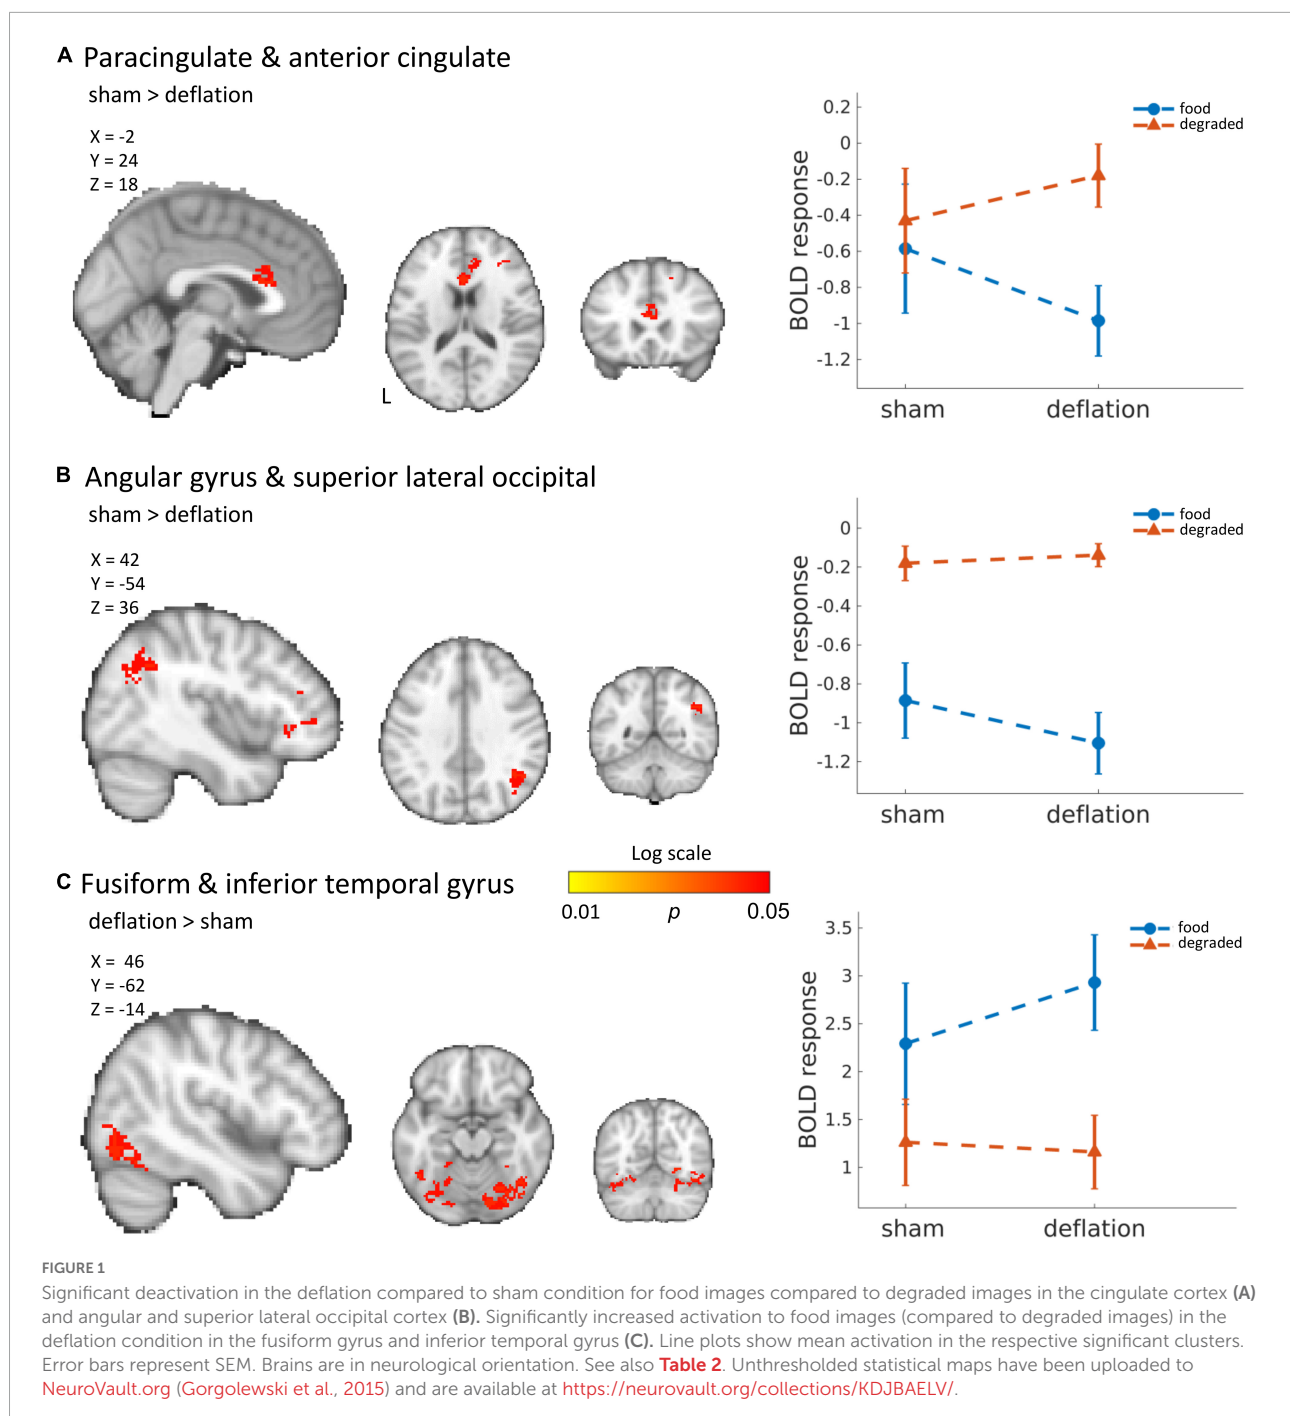 A Paracingulate & anterior cingulate
sham > deflation
X = -2
Y = 24
Z = 18
L
0.2
0
-0.2
-0.4
-0.6
-0.8
-1
-1.2
BOLD response
sham deflation
food
degraded
B Angular gyrus & superior lateral occipital
sham > deflation
X = 42
Y = -54
Z = 36
0
-0.2
-0.4
-0.6
-0.8
-1
-1.2
BOLD response
sham deflation
food
degraded
Log scale
0.01 p 0.05
C Fusiform & inferior temporal gyrus
deflation > sham
X = 46
Y = -62
Z = -14
3.5
3
2.5
2
1.5
1
BOLD response
sham deflation
food
degraded
FIGURE 1
Significant deactivation in the deflation compared to sham condition for food images compared to degraded images in the cingulate cortex (A)
and angular and superior lateral occipital cortex (B). Significantly increased activation to food images (compared to degraded images) in the
deflation condition in the fusiform gyrus and inferior temporal gyrus (C). Line plots show mean activation in the respective significant clusters.
Error bars represent SEM. Brains are in neurological orientation. See also Table 2. Unthresholded statistical maps have been uploaded to
NeuroVault.org (Gorgolewski et al., 2015) and are available at https://neurovault.org/collections/KDJBAELV/.